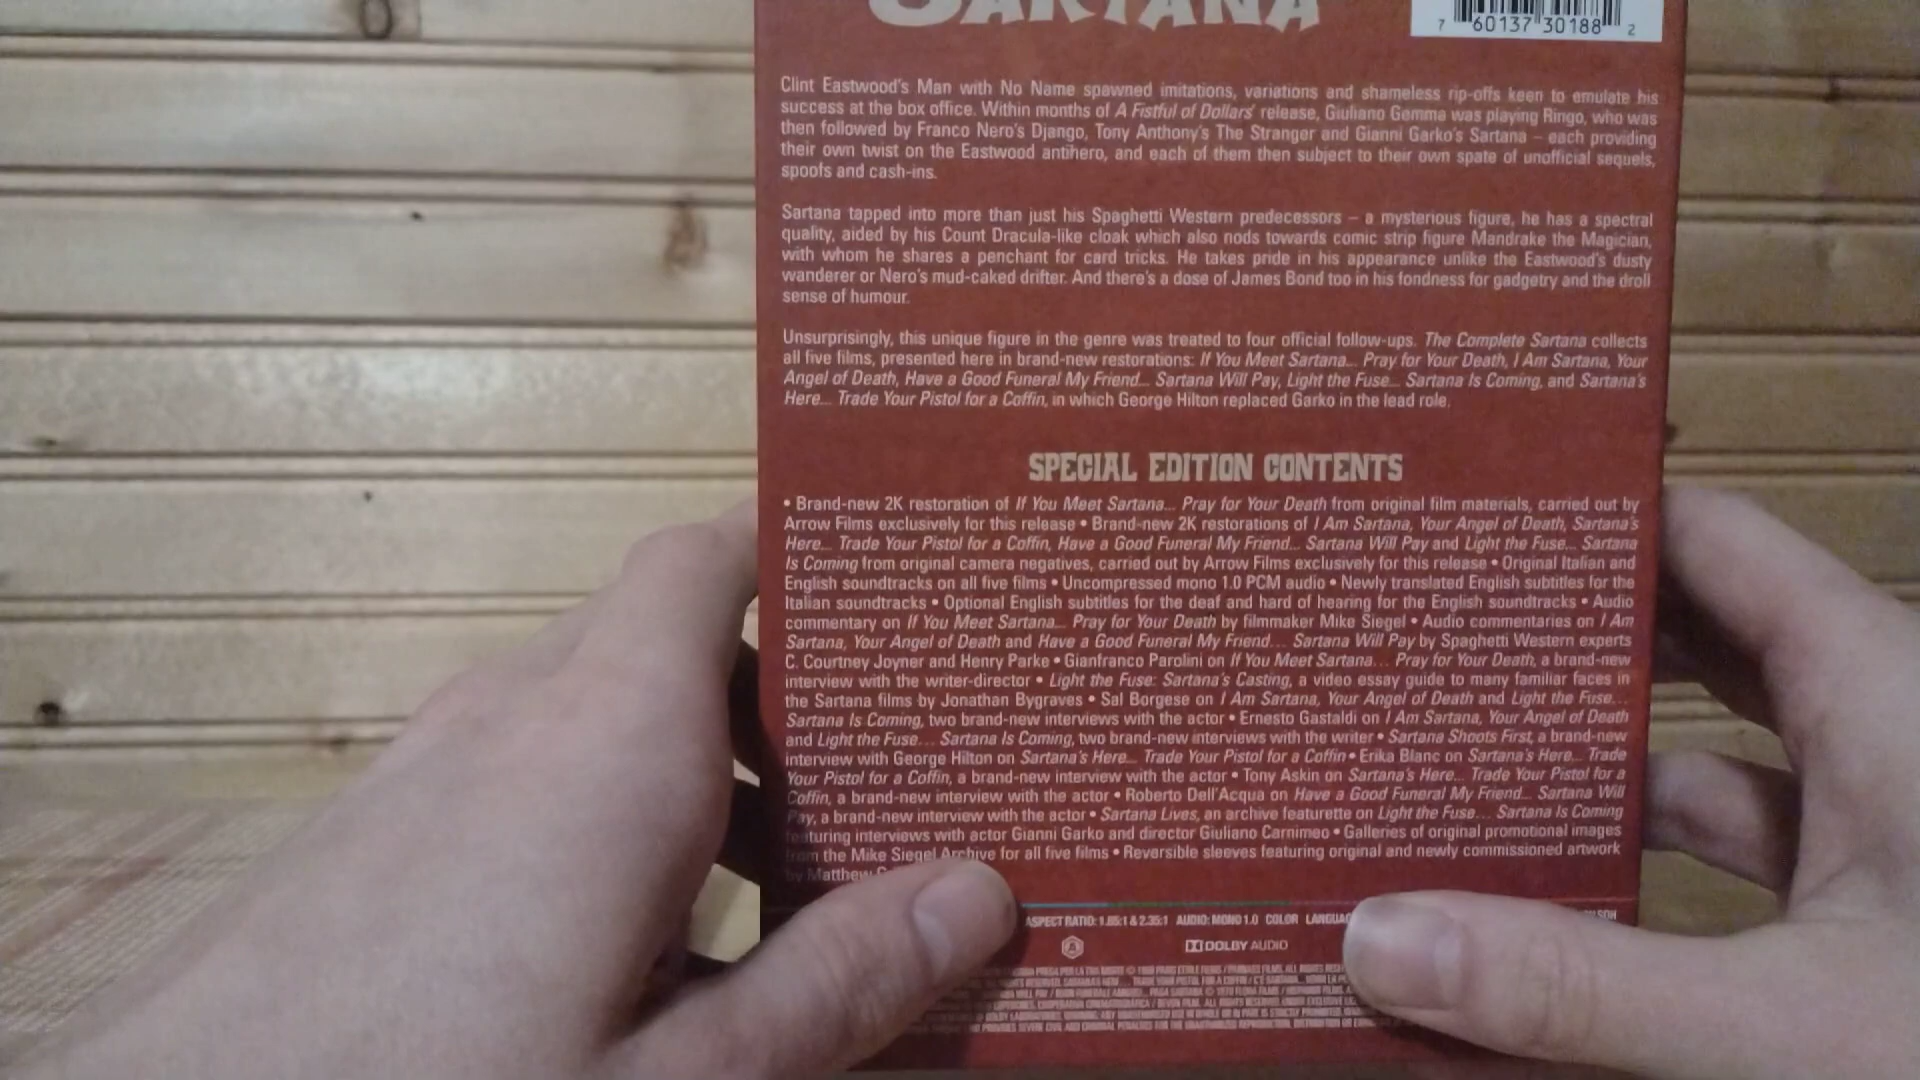 SARTANA
7 60137 30188 2
Clint Eastwood's Man with No Name spawned imitations, variations and shameless rip-offs keen to emulate his
success at the box office. Within months of A Fistful of Dollars' release, Giuliano Gemma was playing Ringo, who was
then followed by Franco Nero's Django, Tony Anthony's The Stranger and Gianni Garko's Sartana – each providing
their own twist on the Eastwood antihero, and each of them then subject to their own spate of unofficial sequels,
spoofs and cash-ins.
Sartana tapped into more than just his Spaghetti Western predecessors – a mysterious figure, he has a spectral
quality, aided by his Count Dracula-like cloak which also nods towards comic strip figure Mandrake the Magician,
with whom he shares a penchant for card tricks. He takes pride in his appearance unlike the Eastwood's dusty
wanderer or Nero's mud-caked drifter. And there's a dose of James Bond too in his fondness for gadgetry and the droll
sense of humour.
Unsurprisingly, this unique figure in the genre was treated to four official follow-ups. The Complete Sartana collects
all five films, presented here in brand-new restorations: If You Meet Sartana... Pray for Your Death, I Am Sartana, Your
Angel of Death, Have a Good Funeral My Friend... Sartana Will Pay, Light the Fuse... Sartana Is Coming, and Sartana's
Here... Trade Your Pistol for a Coffin, in which George Hilton replaced Garko in the lead role.
SPECIAL EDITION CONTENTS
• Brand-new 2K restoration of If You Meet Sartana... Pray for Your Death from original film materials, carried out by
Arrow Films exclusively for this release • Brand-new 2K restorations of I Am Sartana, Your Angel of Death, Sartana's
Here... Trade Your Pistol for a Coffin, Have a Good Funeral My Friend... Sartana Will Pay and Light the Fuse... Sartana
Is Coming from original camera negatives, carried out by Arrow Films exclusively for this release • Original Italian and
English soundtracks on all five films • Uncompressed mono 1.0 PCM audio • Newly translated English subtitles for the
Italian soundtracks • Optional English subtitles for the deaf and hard of hearing for the English soundtracks • Audio
commentary on If You Meet Sartana... Pray for Your Death by filmmaker Mike Siegel • Audio commentaries on I Am
Sartana, Your Angel of Death and Have a Good Funeral My Friend... Sartana Will Pay by Spaghetti Western experts
C. Courtney Joyner and Henry Parke • Gianfranco Parolini on If You Meet Sartana... Pray for Your Death, a brand-new
interview with the writer-director • Light the Fuse: Sartana's Casting, a video essay guide to many familiar faces in
the Sartana films by Jonathan Bygraves • Sal Borgese on I Am Sartana, Your Angel of Death and Light the Fuse...
Sartana Is Coming, two brand-new interviews with the actor • Ernesto Gastaldi on I Am Sartana, Your Angel of Death
and Light the Fuse... Sartana Is Coming, two brand-new interviews with the writer • Sartana Shoots First, a brand-new
interview with George Hilton on Sartana's Here... Trade Your Pistol for a Coffin • Erika Blanc on Sartana's Here... Trade
Your Pistol for a Coffin, a brand-new interview with the actor • Tony Askin on Sartana's Here... Trade Your Pistol for a
Coffin, a brand-new interview with the actor • Roberto Dell'Acqua on Have a Good Funeral My Friend... Sartana Will
Pay, a brand-new interview with the actor • Sartana Lives, an archive featurette on Light the Fuse... Sartana Is Coming
featuring interviews with actor Gianni Garko and director Giuliano Carnimeo • Galleries of original promotional images
from the Mike Siegel Archive for all five films • Reversible sleeves featuring original and newly commissioned artwork
by Matthew
ASPECT RATIO: 1.85:1 & 2.35:1 AUDIO: MONO 1.0 COLOR LANGUAG SDH
DOLBY AUDIO